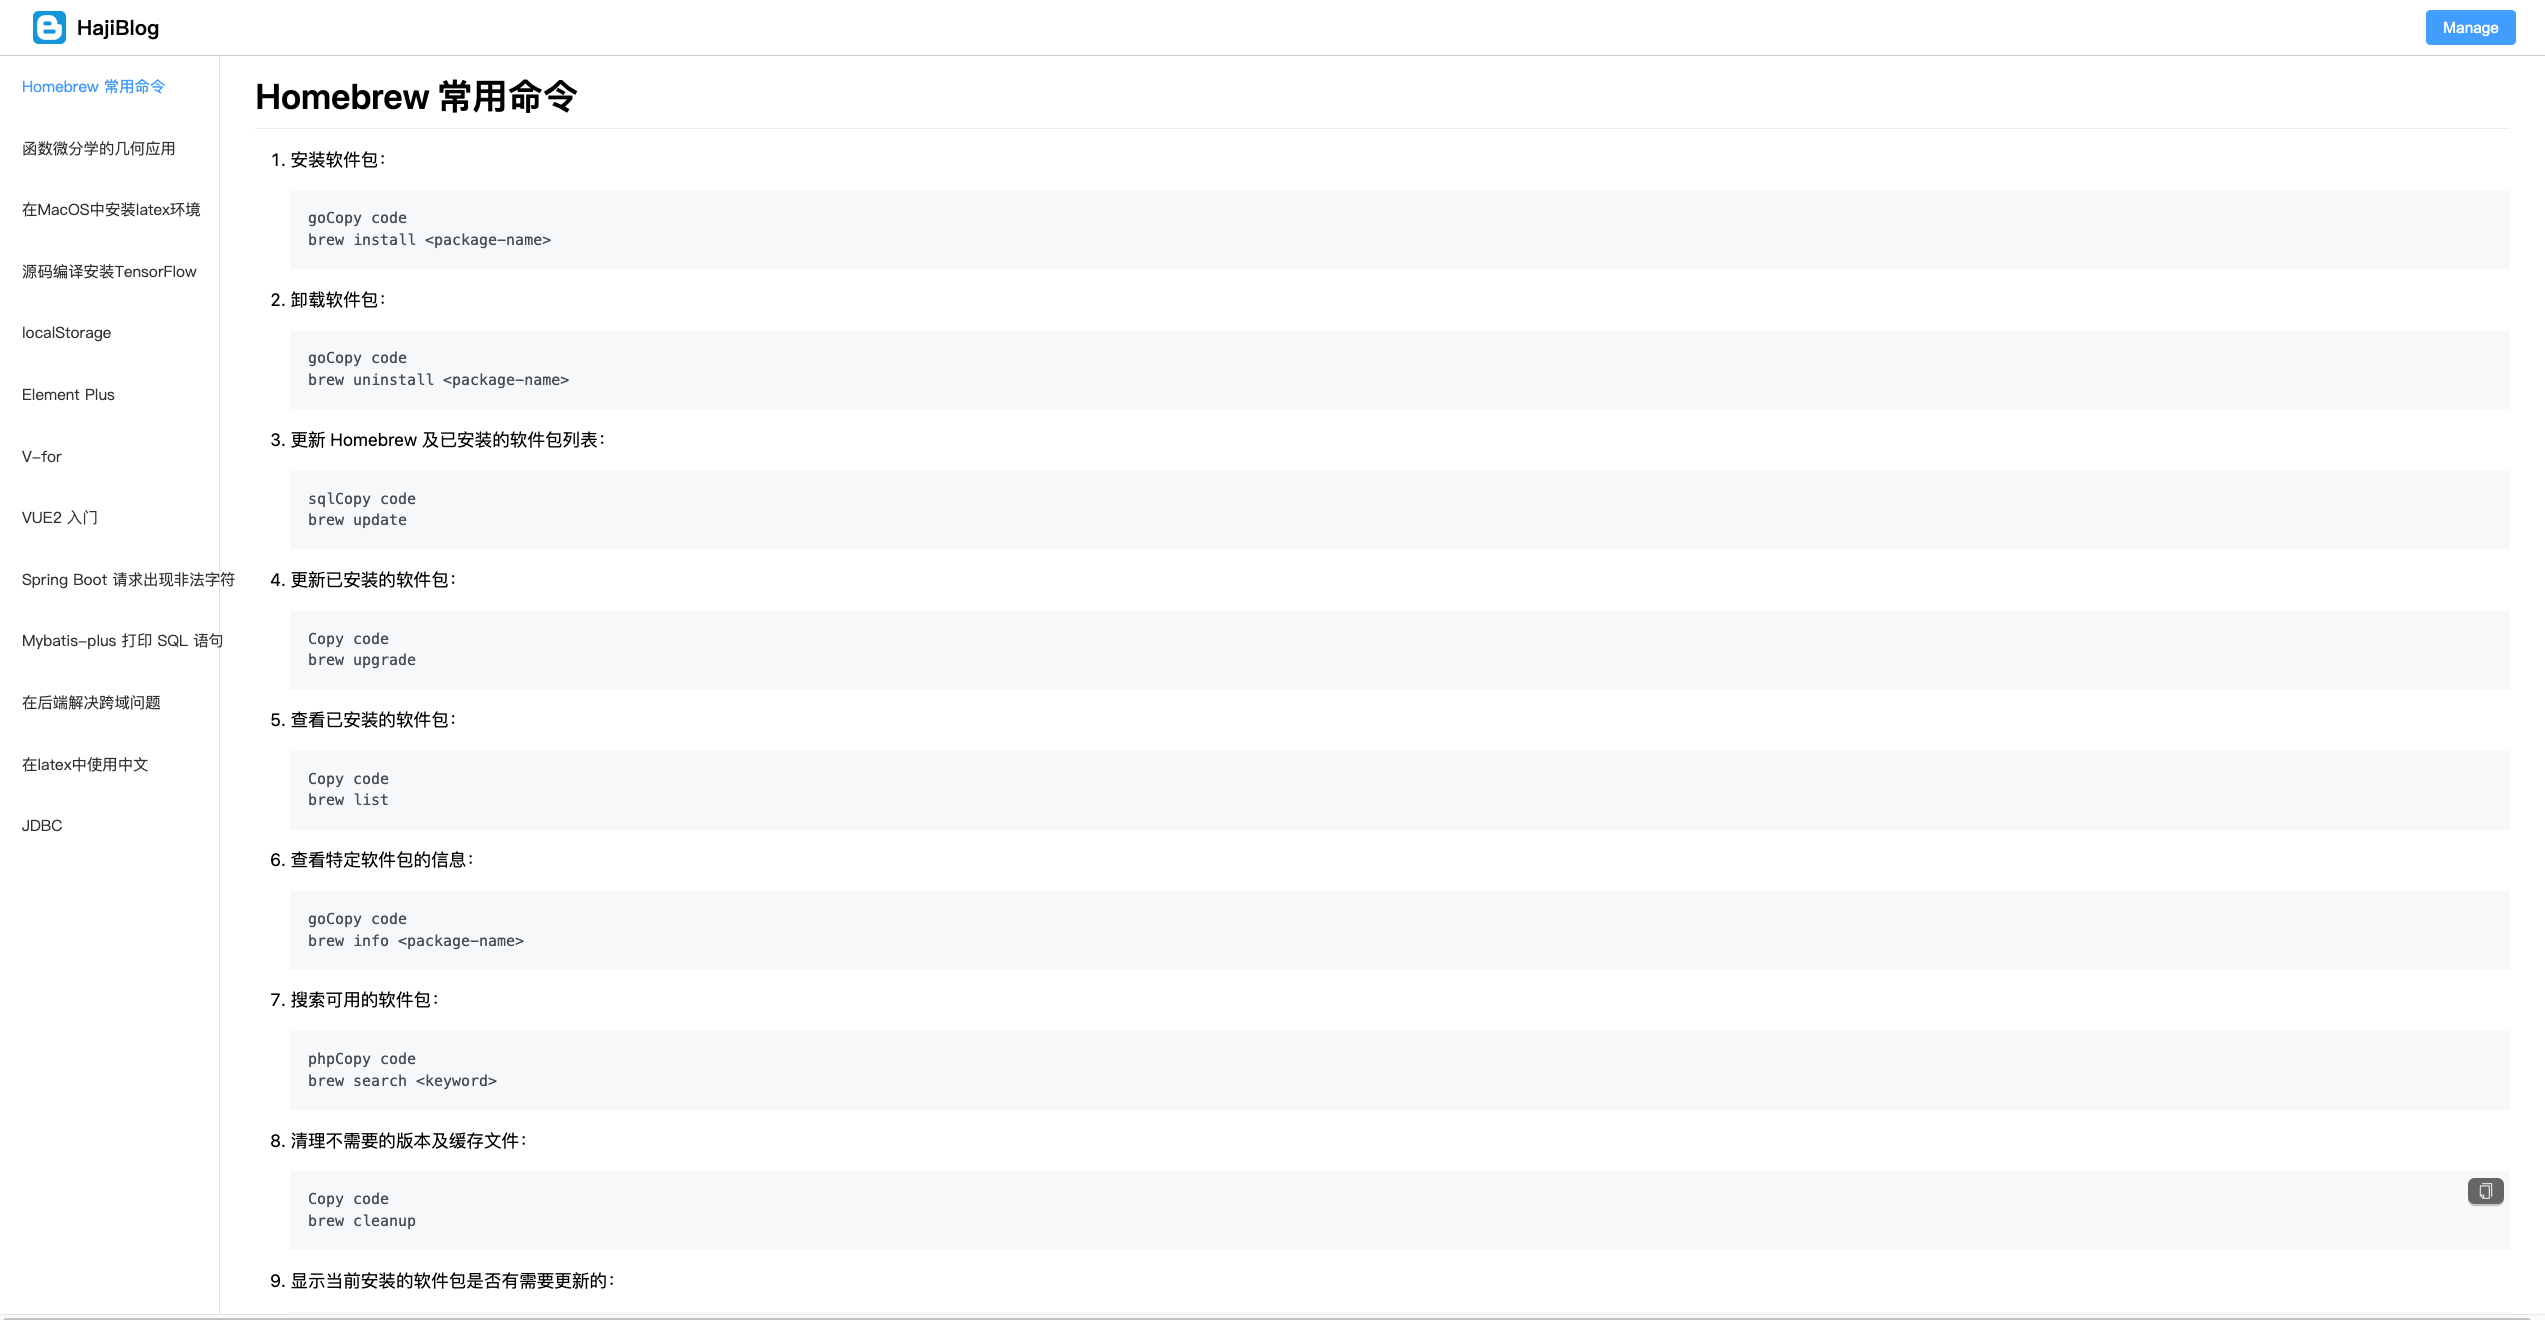 HajiBlog
Manage
Homebrew 常用命令
函数微分学的几何应用
在MacOS中安装latex环境
源码编译安装TensorFlow
localStorage
Element Plus
V-for
VUE2 入门
Spring Boot 请求出现非法字符
Mybatis-plus 打印 SQL 语句
在后端解决跨域问题
在latex中使用中文
JDBC
Homebrew 常用命令
1. 安装软件包：
goCopy code
brew install <package-name>
2. 卸载软件包：
goCopy code
brew uninstall <package-name>
3. 更新 Homebrew 及已安装的软件包列表：
sqlCopy code
brew update
4. 更新已安装的软件包：
Copy code
brew upgrade
5. 查看已安装的软件包：
Copy code
brew list
6. 查看特定软件包的信息：
goCopy code
brew info <package-name>
7. 搜索可用的软件包：
phpCopy code
brew search <keyword>
8. 清理不需要的版本及缓存文件：
Copy code
brew cleanup
9. 显示当前安装的软件包是否有需要更新的：